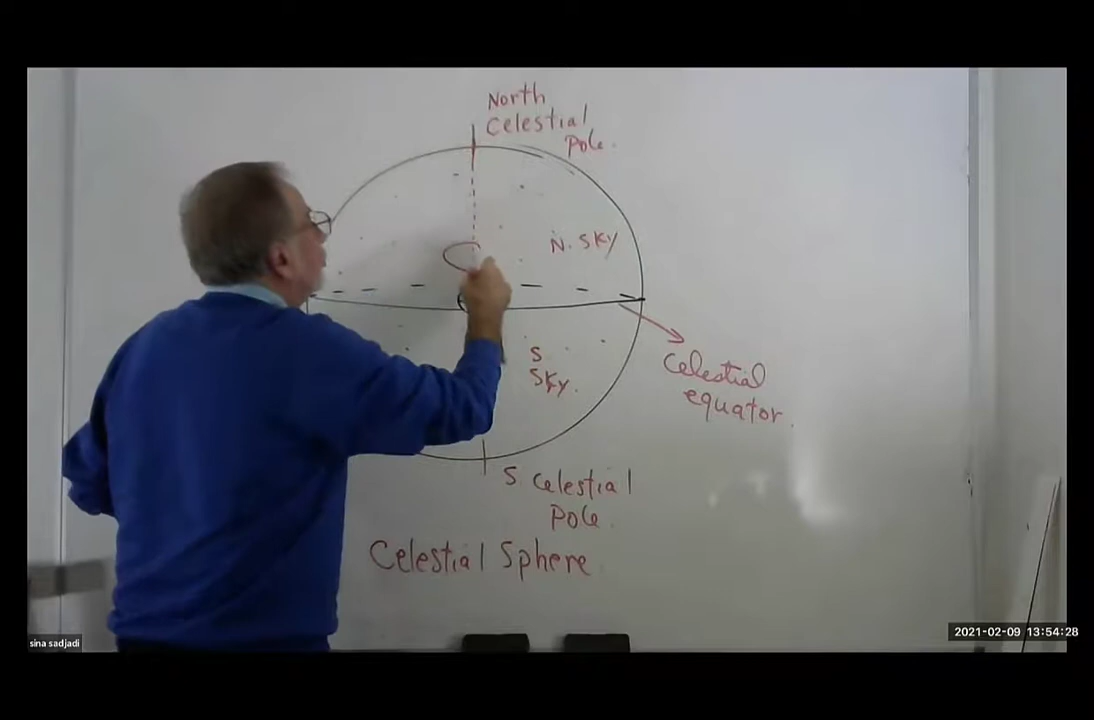 North
Celestial
Pole.
N. SKY
S
SKY.
Celestial
equator.
S. Celestial
Pole.
Celestial Sphere
sina sadjadi
2021-02-09 13:54:28